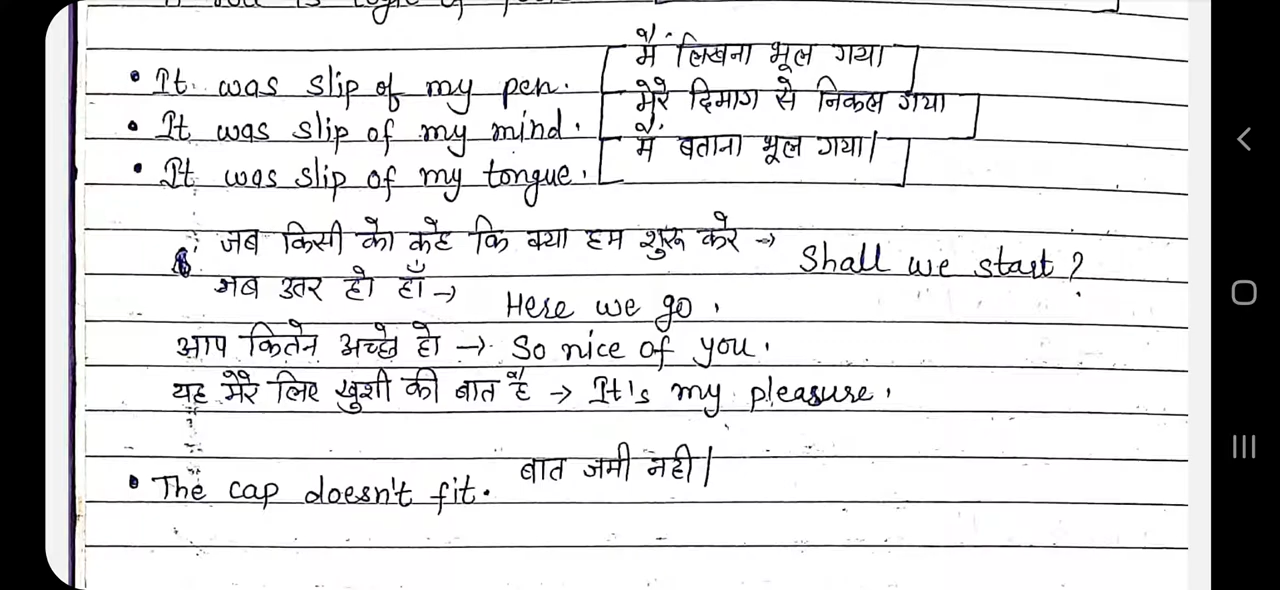 It was slip of my pen. मैं लिखना भूल गया
It was slip of my mind. मेरे दिमाग से निकल गया
It was slip of my tongue. मैं बताना भूल गया।
जब किसी को कहे कि क्या हम शुरू करे → Shall we start?
जब उतर हो हाँ → Here we go.
आप कितने अच्छे हो → So nice of you.
यह मेरे लिए खुशी की बात है → It's my pleasure.
The cap doesn't fit. बात जमी नही।